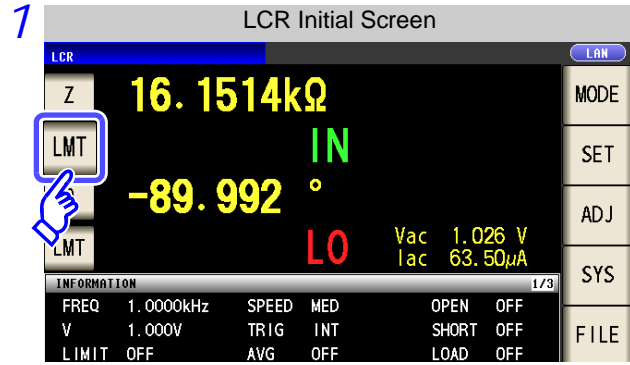 1
LCR Initial Screen
LCR
LAN
Z
16.1514kΩ
MODE
LMT
IN
SET
-89.992 °
ADJ
LMT
LO
Vac 1.026 V
Iac 63.50μA
SYS
INFORMATION 1/3
FREQ 1.0000kHz SPEED MED OPEN OFF
V 1.000V TRIG INT SHORT OFF
LIMIT OFF AVG OFF LOAD OFF
FILE